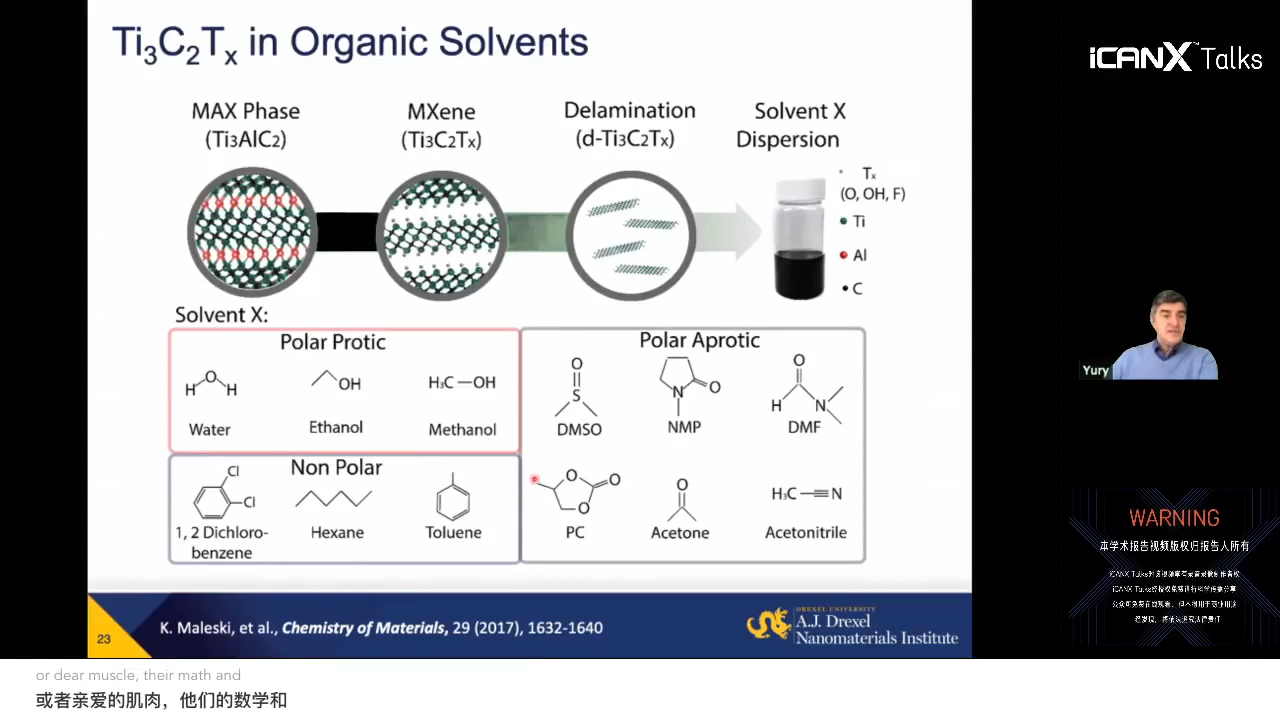 Ti3C2Tx in Organic Solvents
MAX Phase
(Ti3AlC2)
MXene
(Ti3C2Tx)
Delamination
(d-Ti3C2Tx)
Solvent X
Dispersion
Tx
(O, OH, F)
Ti
Al
C
Solvent X:
Polar Protic
H O H
OH
H3C OH
Water
Ethanol
Methanol
Non Polar
Cl
Cl
1, 2 Dichloro-
benzene
Hexane
Toluene
Polar Aprotic
O
S
DMSO
N O
NMP
O
H N
DMF
O O
O
PC
O
Acetone
H3C N
Acetonitrile
23
K. Maleski, et al., Chemistry of Materials, 29 (2017), 1632-1640
DREXEL UNIVERSITY
A.J. Drexel
Nanomaterials Institute
iCANX Talks
Yury
WARNING
本学术报告视频版权归报告人所有
or dear muscle, their math and
或者亲爱的肌肉，他们的数学和